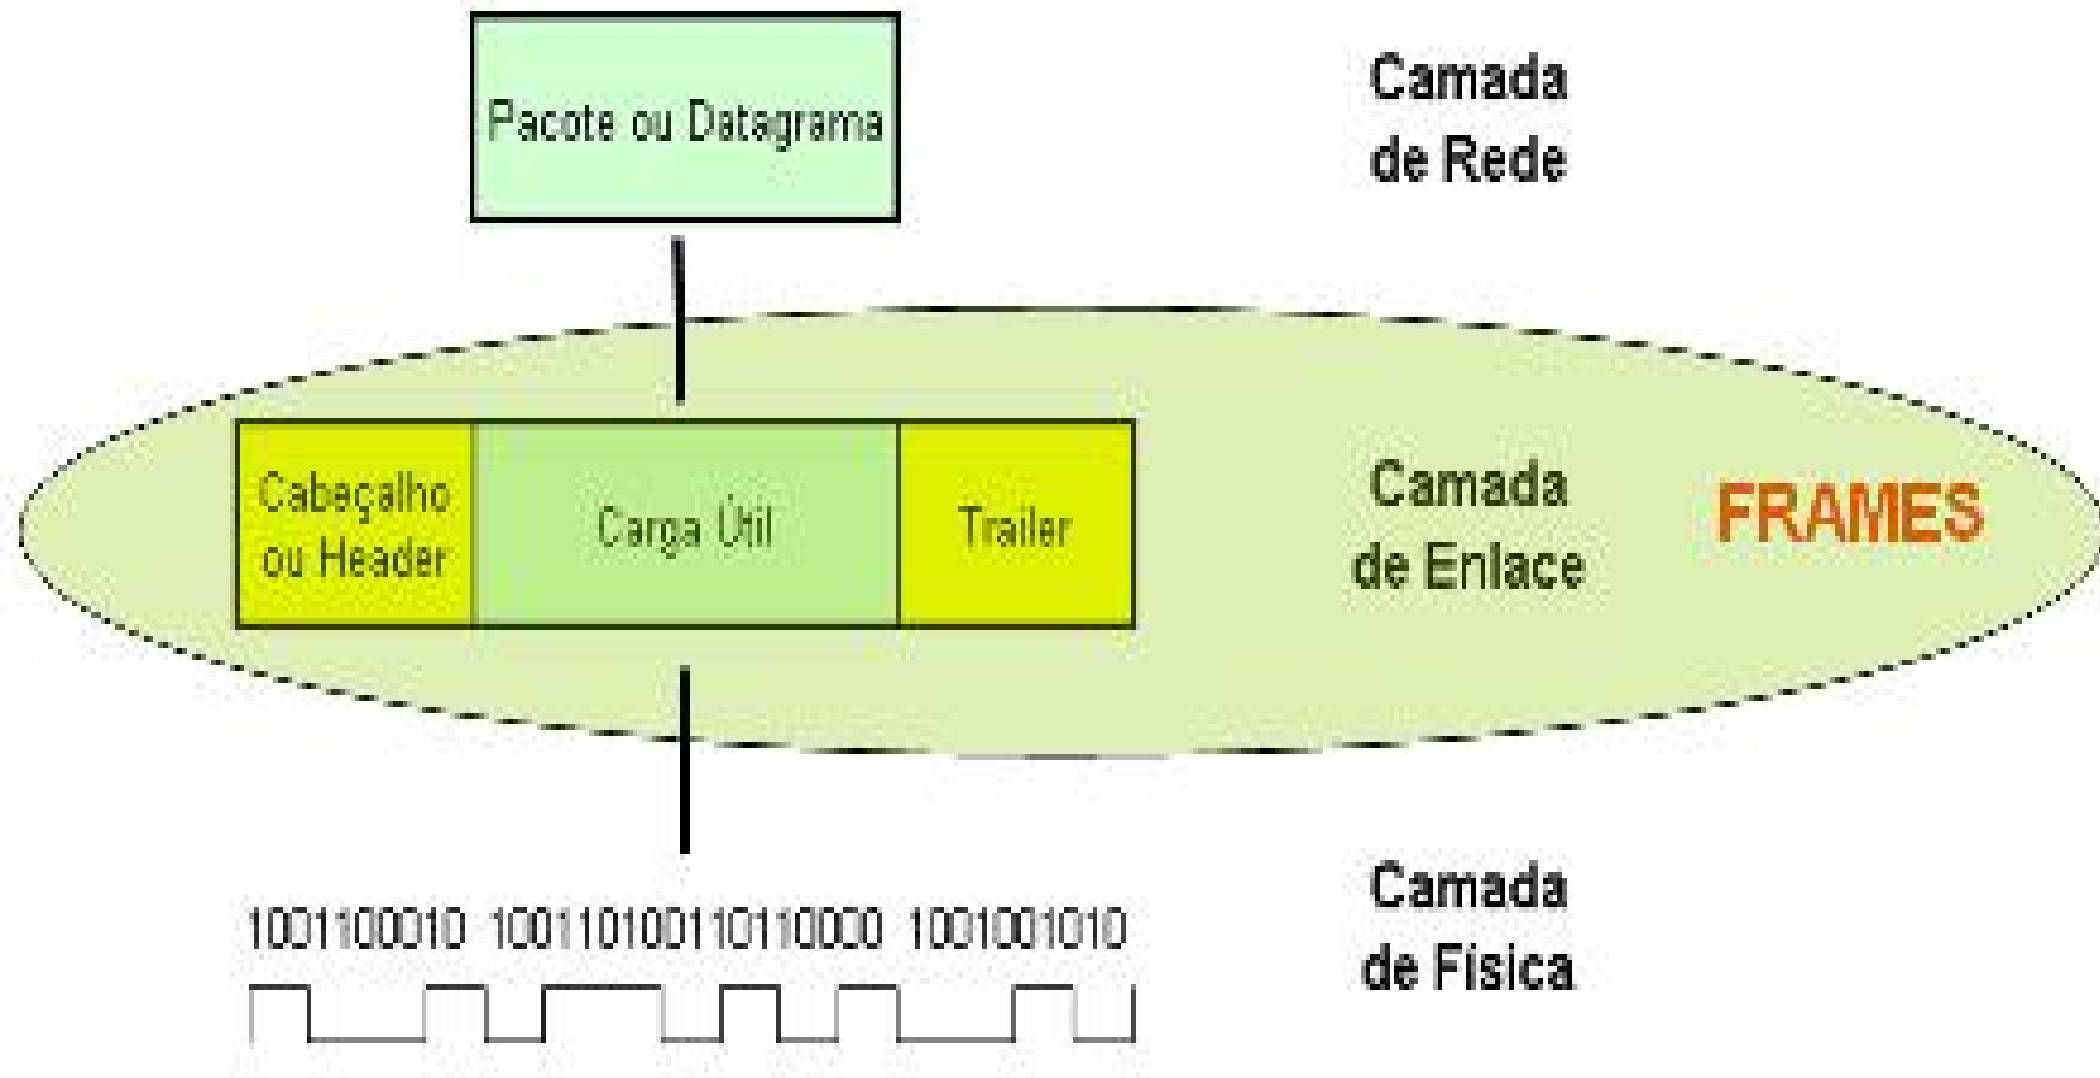 Pacote ou Datagrama
Camada
de Rede
Cabeçalho
ou Header
Carga Útil
Trailer
Camada
de Enlace
FRAMES
1001100010 1001101001101110000 1001001010
Camada
de Física